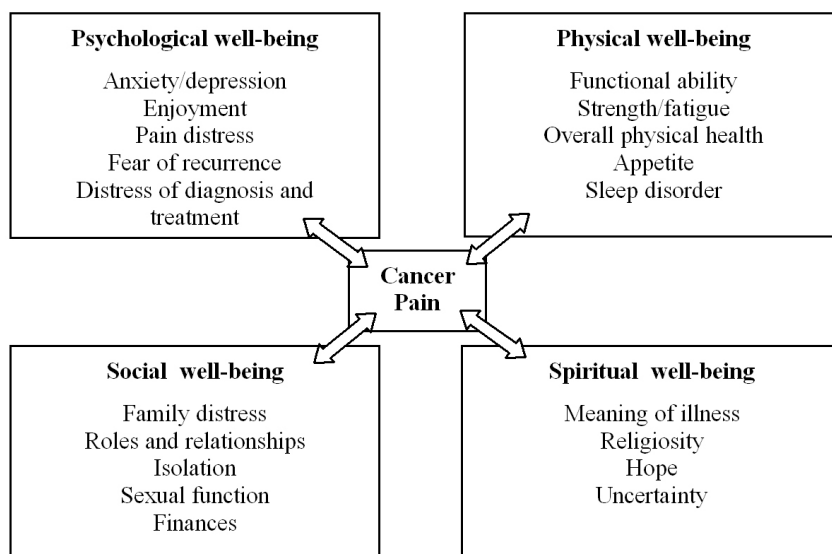 Psychological well-being
Anxiety/depression
Enjoyment
Pain distress
Fear of recurrence
Distress of diagnosis and
treatment
Physical well-being
Functional ability
Strength/fatigue
Overall physical health
Appetite
Sleep disorder
Cancer
Pain
Social well-being
Family distress
Roles and relationships
Isolation
Sexual function
Finances
Spiritual well-being
Meaning of illness
Religiosity
Hope
Uncertainty